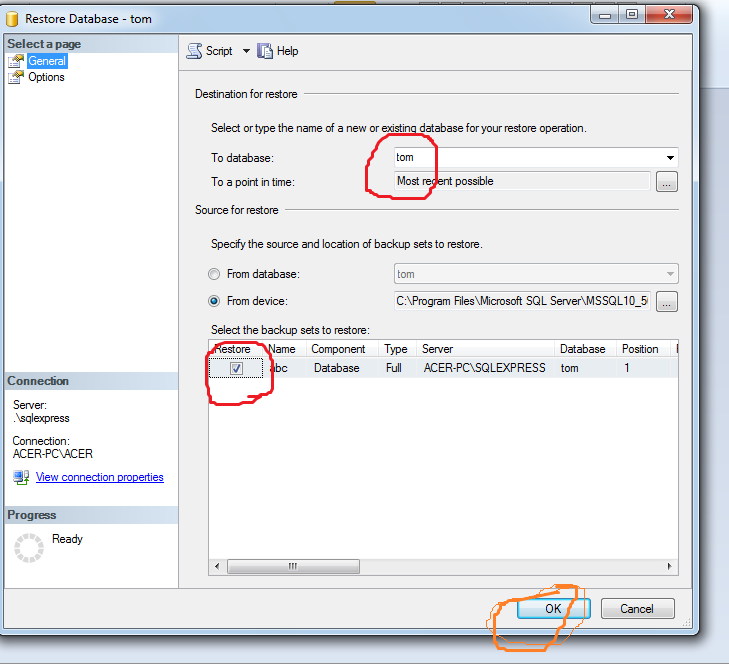 Restore Database - tom
Select a page
General
Options
Script
Help
Destination for restore
Select or type the name of a new or existing database for your restore operation.
To database:
tom
To a point in time:
Most recent possible
...
Source for restore
Specify the source and location of backup sets to restore.
From database:
tom
From device:
C:\Program Files\Microsoft SQL Server\MSSQL10_5
...
Select the backup sets to restore:
Restore Name Component Type Server Database Position
abc Database Full ACER-PC\SQLEXPRESS tom 1
Connection
Server:
.\sqlexpress
Connection:
ACER-PC\ACER
View connection properties
Progress
Ready
OK
Cancel